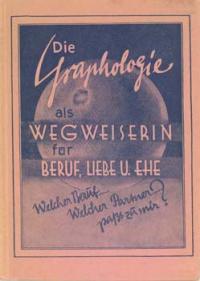 Die
Graphologie
als
WEGWEISERIN
für
BERUF, LIEBE U. EHE
Welcher Beruf -
Welcher Partner
passt zu mir?